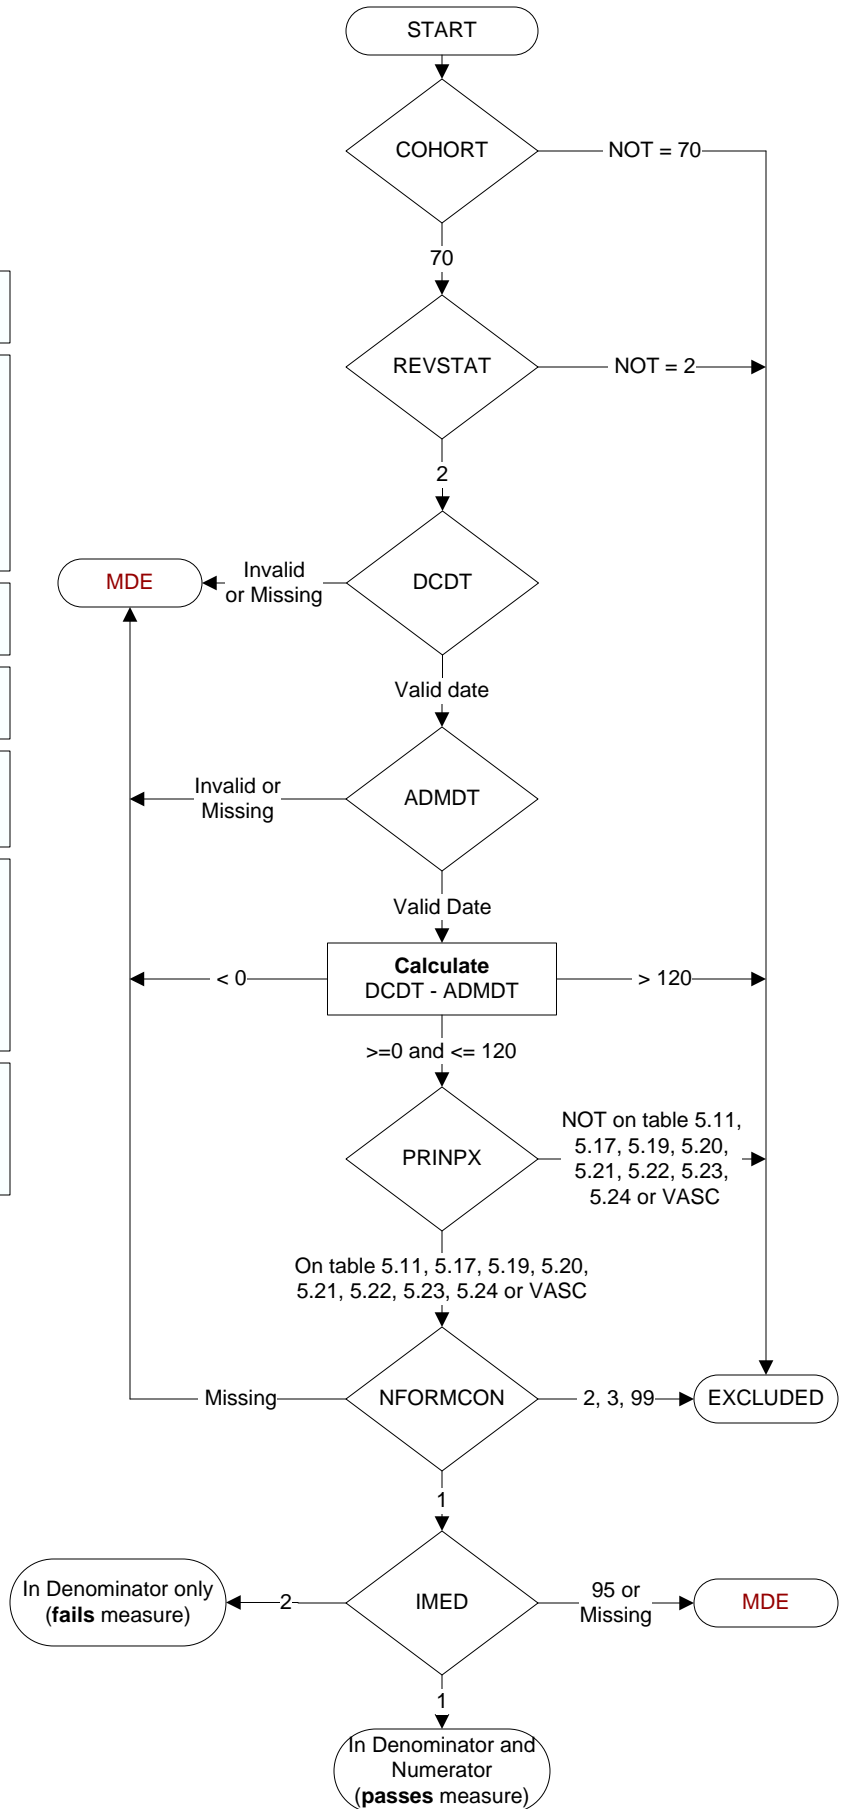 START
COHORT
NOT = 70
70
REVSTAT
NOT = 2
2
MDE
Invalid
or Missing
DCDT
Valid date
Invalid or
Missing
ADMDT
Valid Date
< 0
Calculate
DCDT - ADMDT
> 120
>=0 and <= 120
PRINPX
NOT on table 5.11,
5.17, 5.19, 5.20,
5.21, 5.22, 5.23,
5.24 or VASC
On table 5.11, 5.17, 5.19, 5.20,
5.21, 5.22, 5.23, 5.24 or VASC
Missing
NFORMCON
2, 3, 99
EXCLUDED
1
In Denominator only
(fails measure)
2
IMED
95 or
Missing
MDE
1
In Denominator and
Numerator
(passes measure)